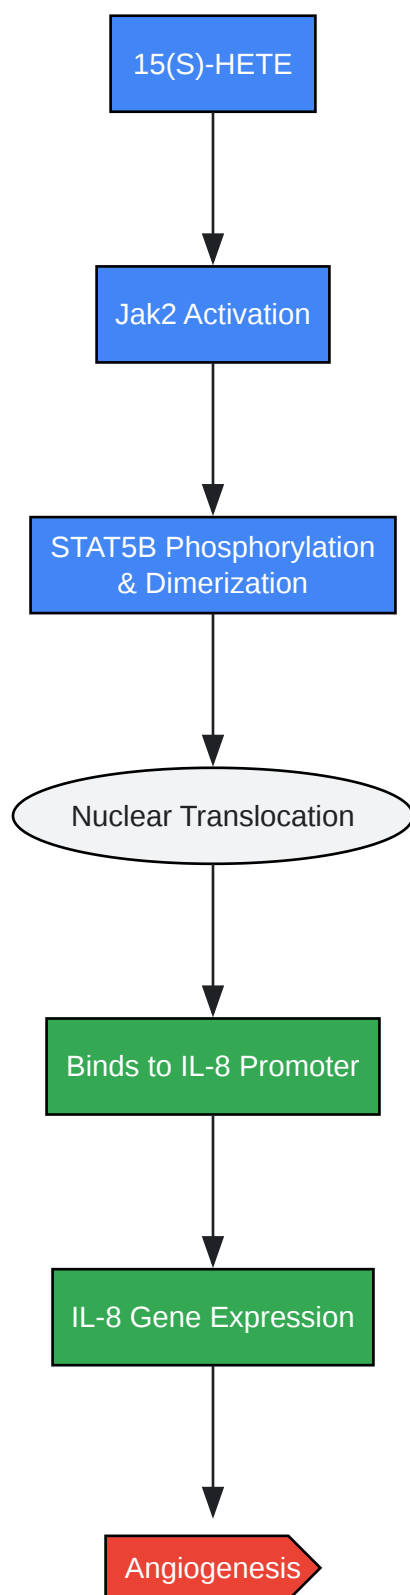 15(S)-HETE
Jak2 Activation
STAT5B Phosphorylation
& Dimerization
Nuclear Translocation
Binds to IL-8 Promoter
IL-8 Gene Expression
Angiogenesis